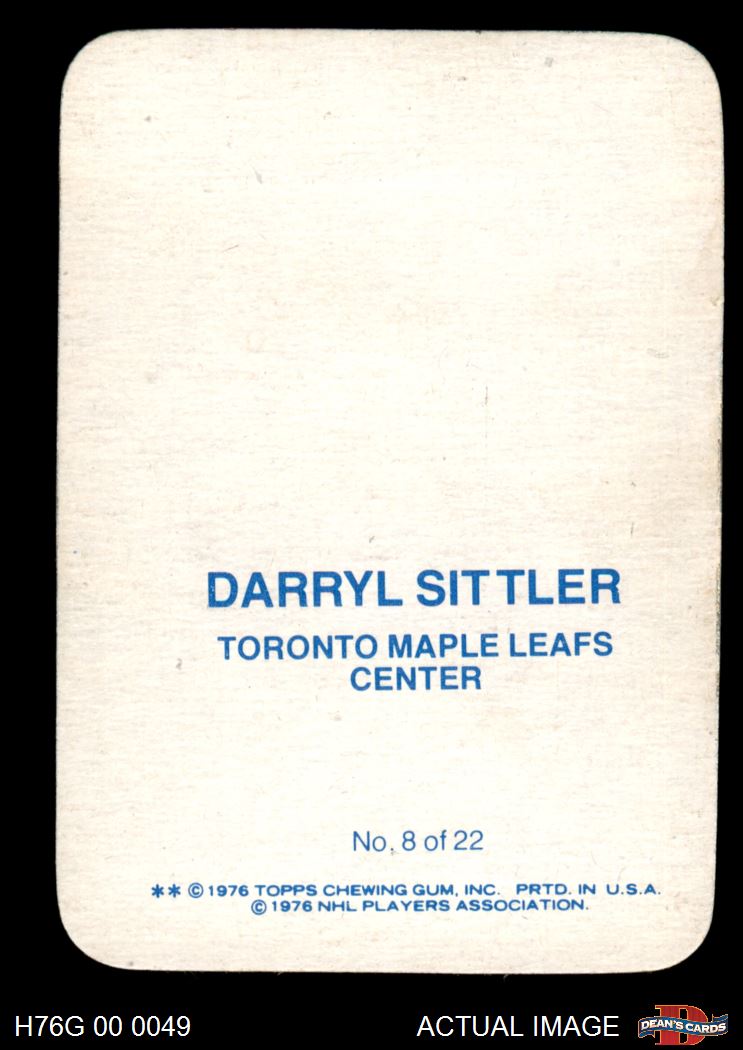 DARRYL SITTLER
TORONTO MAPLE LEAFS
CENTER
No. 8 of 22
** © 1976 TOPPS CHEWING GUM, INC. PRTD. IN U.S.A.
© 1976 NHL PLAYERS ASSOCIATION.
H76G 00 0049 ACTUAL IMAGE DEAN'S CARDS